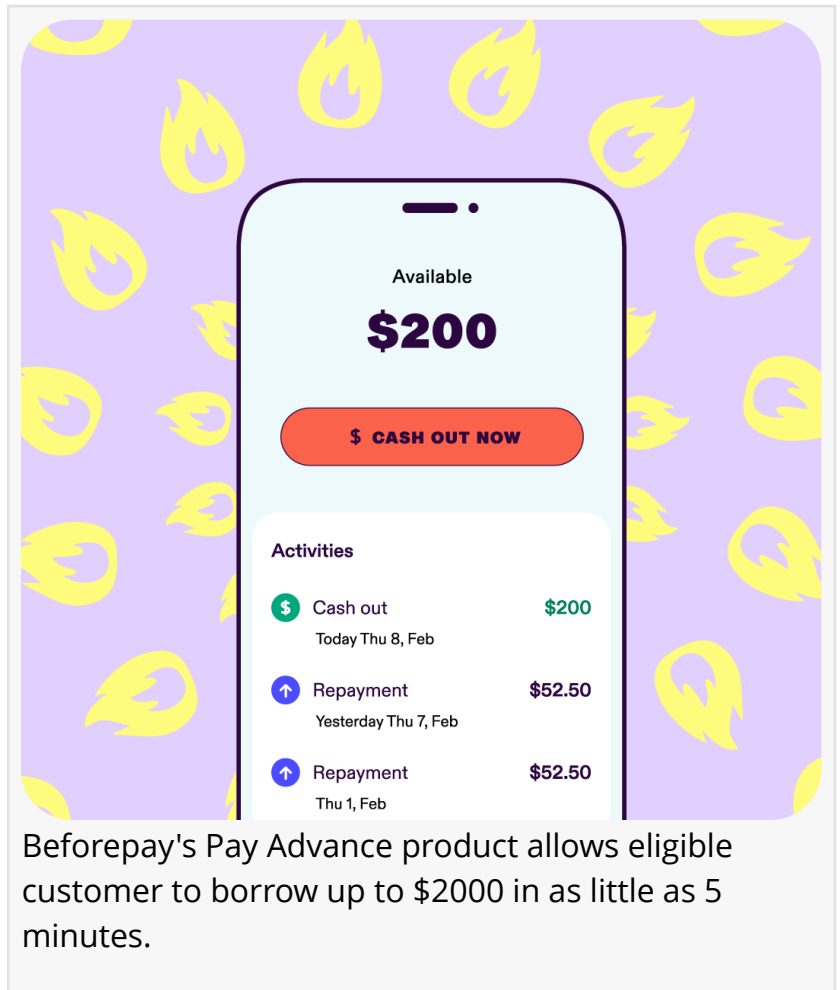 Available
$200
$ CASH OUT NOW
Activities
$ Cash out $200
Today Thu 8, Feb
Repayment $52.50
Yesterday Thu 7, Feb
Repayment $52.50
Thu 1, Feb
Beforepay's Pay Advance product allows eligible
customer to borrow up to $2000 in as little as 5
minutes.